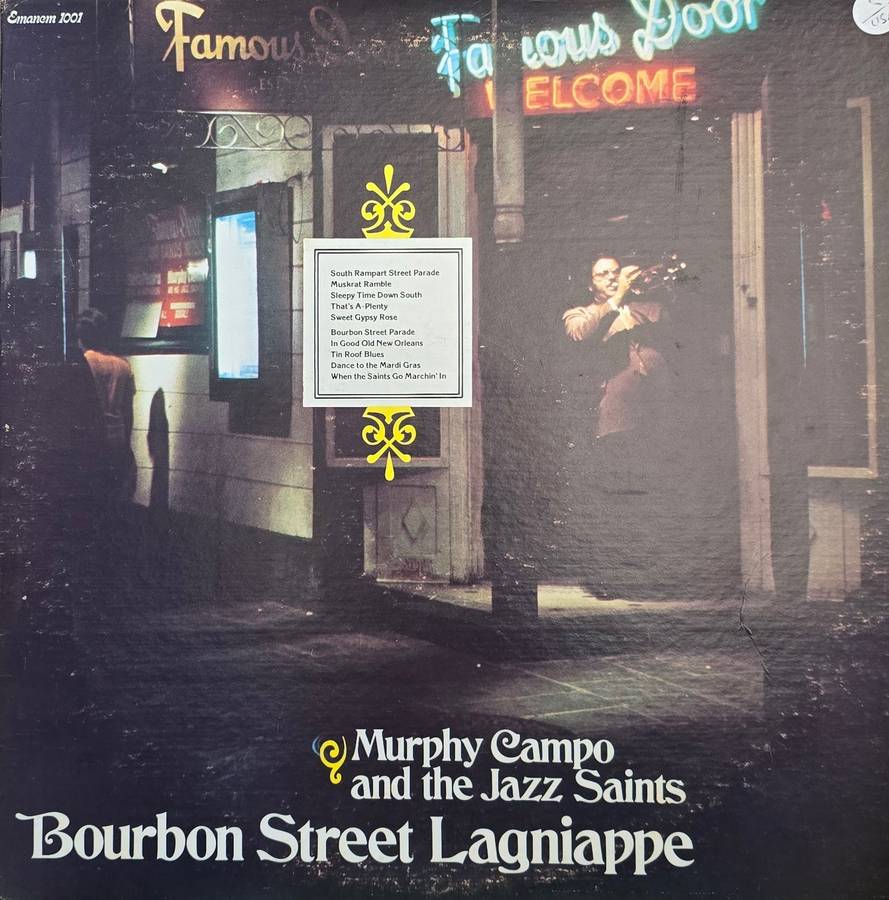 Emanem 1001
Famous Door
EST
Famous Door
WELCOME
South Rampart Street Parade
Muskrat Ramble
Sleepy Time Down South
That's A-Plenty
Sweet Gypsy Rose
Bourbon Street Parade
In Good Old New Orleans
Tin Roof Blues
Dance to the Mardi Gras
When the Saints Go Marchin' In
Murphy Campo
and the Jazz Saints
Bourbon Street Lagniappe